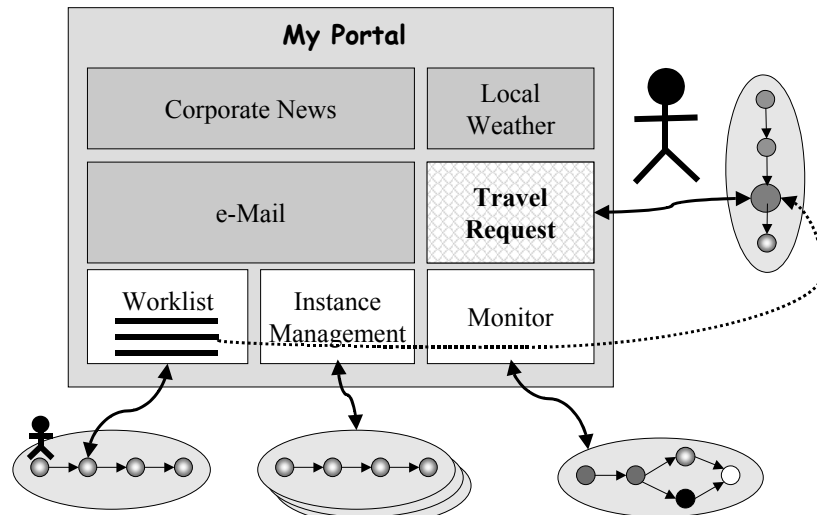 My Portal
Corporate News
Local
Weather
e-Mail
Travel
Request
Worklist
Instance
Management
Monitor